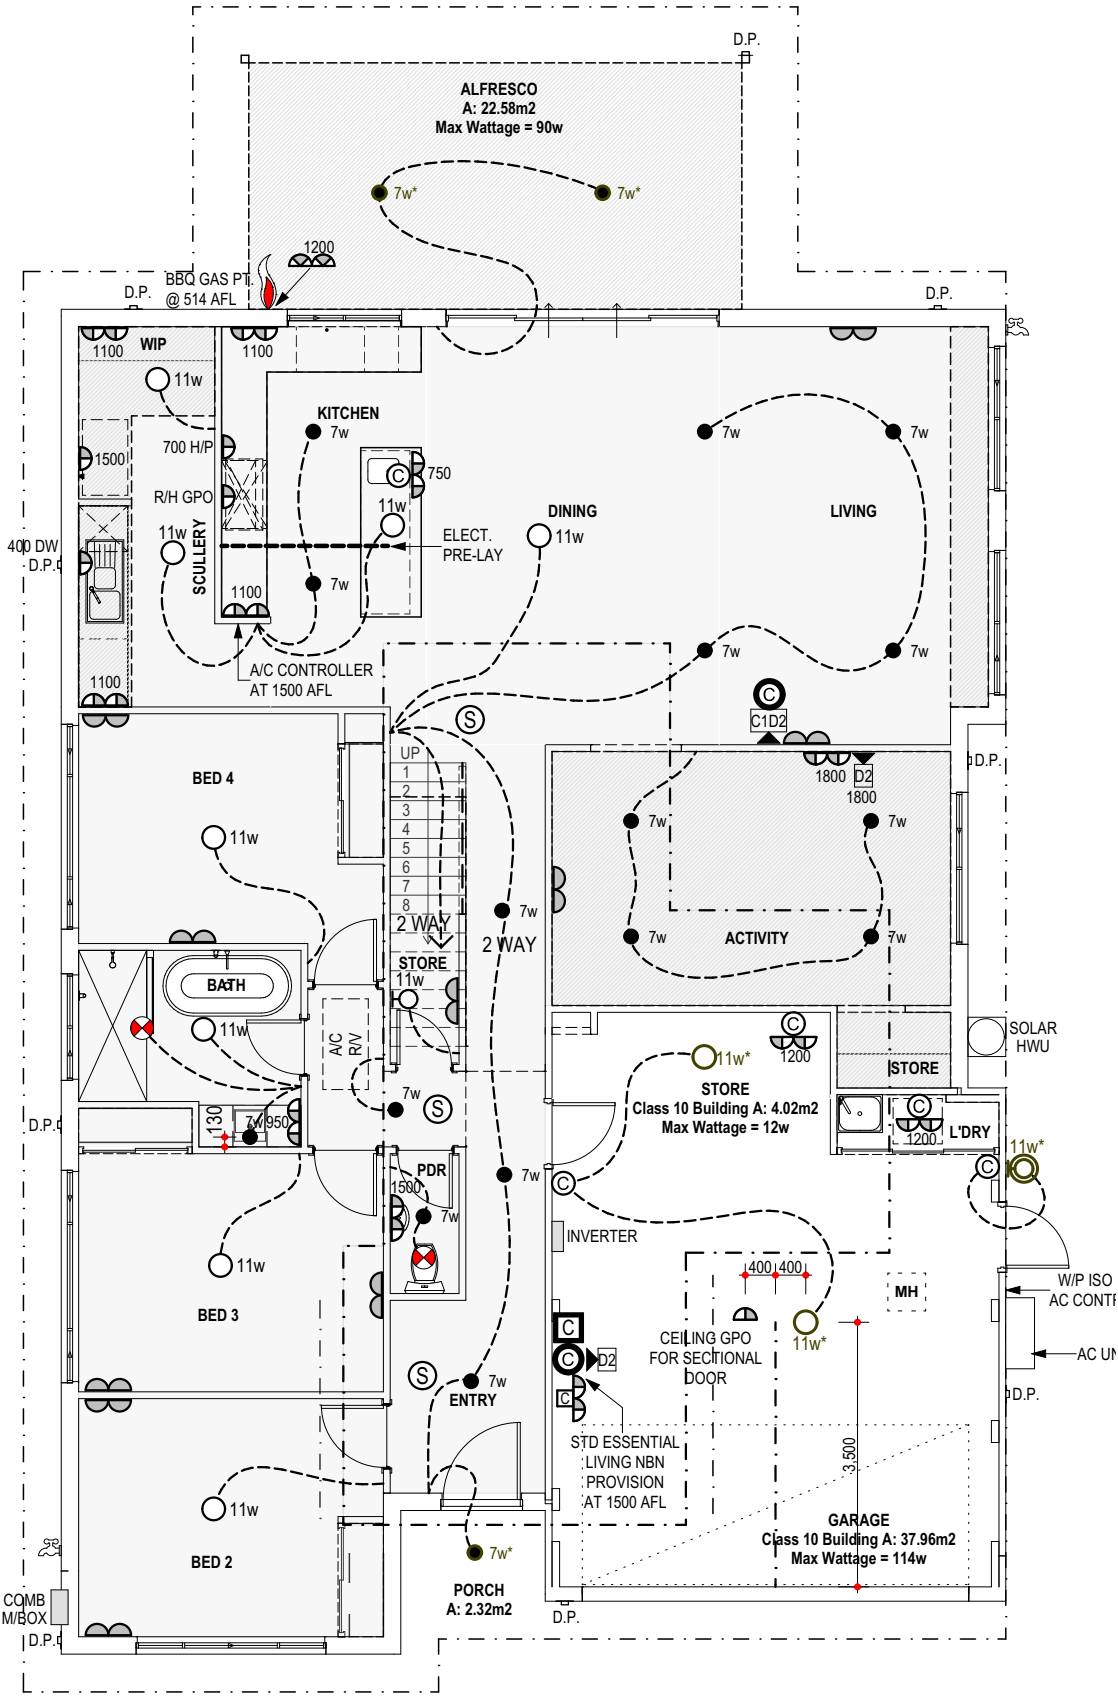 D.P.
ALFRESCO
A: 22.58m2
Max Wattage = 90w
7w*
7w*
1200
BBQ GAS PT.
@ 514 AFL
D.P.
D.P.
1100
WIP
1100
11w
KITCHEN
7w
7w
7w
700 H/P
1500
C
750
R/H GPO
11w
DINING
LIVING
11w
11w
ELECT.
PRE-LAY
400 DW
D.P.
SCULLERY
7w
1100
7w
7w
A/C CONTROLLER
AT 1500 AFL
1100
C
C1D2
S
UP
1
2
3
4
5
6
7
8
BED 4
11w
1800
D2
1800
D.P.
7w
7w
7w
2 WAY
2 WAY
7w
7w
ACTIVITY
STORE
11w
BATH
11w
A/C
R/V
C
1200
11w*
SOLAR
HWU
STORE
Class 10 Building A: 4.02m2
Max Wattage = 12w
STORE
7w
S
D.P.
130
7w
950
C
1200
L'DRY
11w*
C
PDR
1500
7w
7w
C
INVERTER
11w
400
400
MH
W/P ISO
AC CONTR
BED 3
C
C
D2
C
CEILING GPO
FOR SECTIONAL
DOOR
11w*
AC UN
S
7w
ENTRY
D.P.
STD ESSENTIAL
LIVING NBN
PROVISION
AT 1500 AFL
3,500
11w
GARAGE
Class 10 Building A: 37.96m2
Max Wattage = 114w
BED 2
7w*
PORCH
A: 2.32m2
COMB
M/BOX
D.P.
D.P.